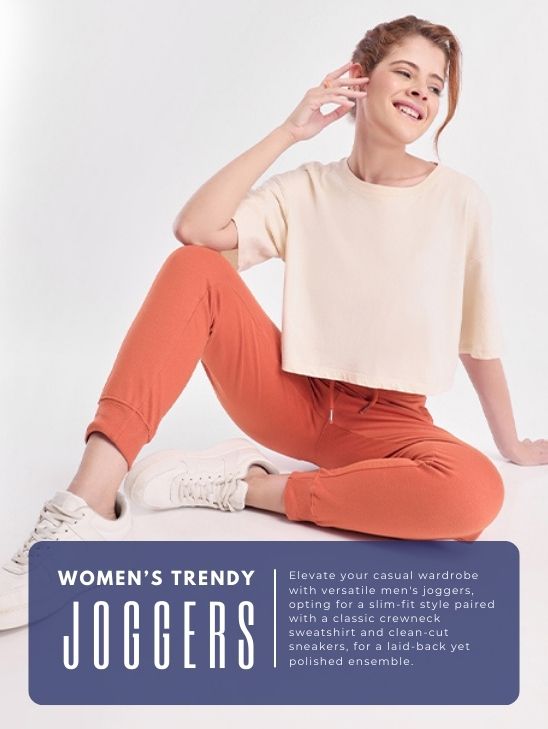 WOMEN'S TRENDY
JOGGERS
Elevate your casual wardrobe
with versatile men's joggers,
opting for a slim-fit style paired
with a classic crewneck
sweatshirt and clean-cut
sneakers, for a laid-back yet
polished ensemble.